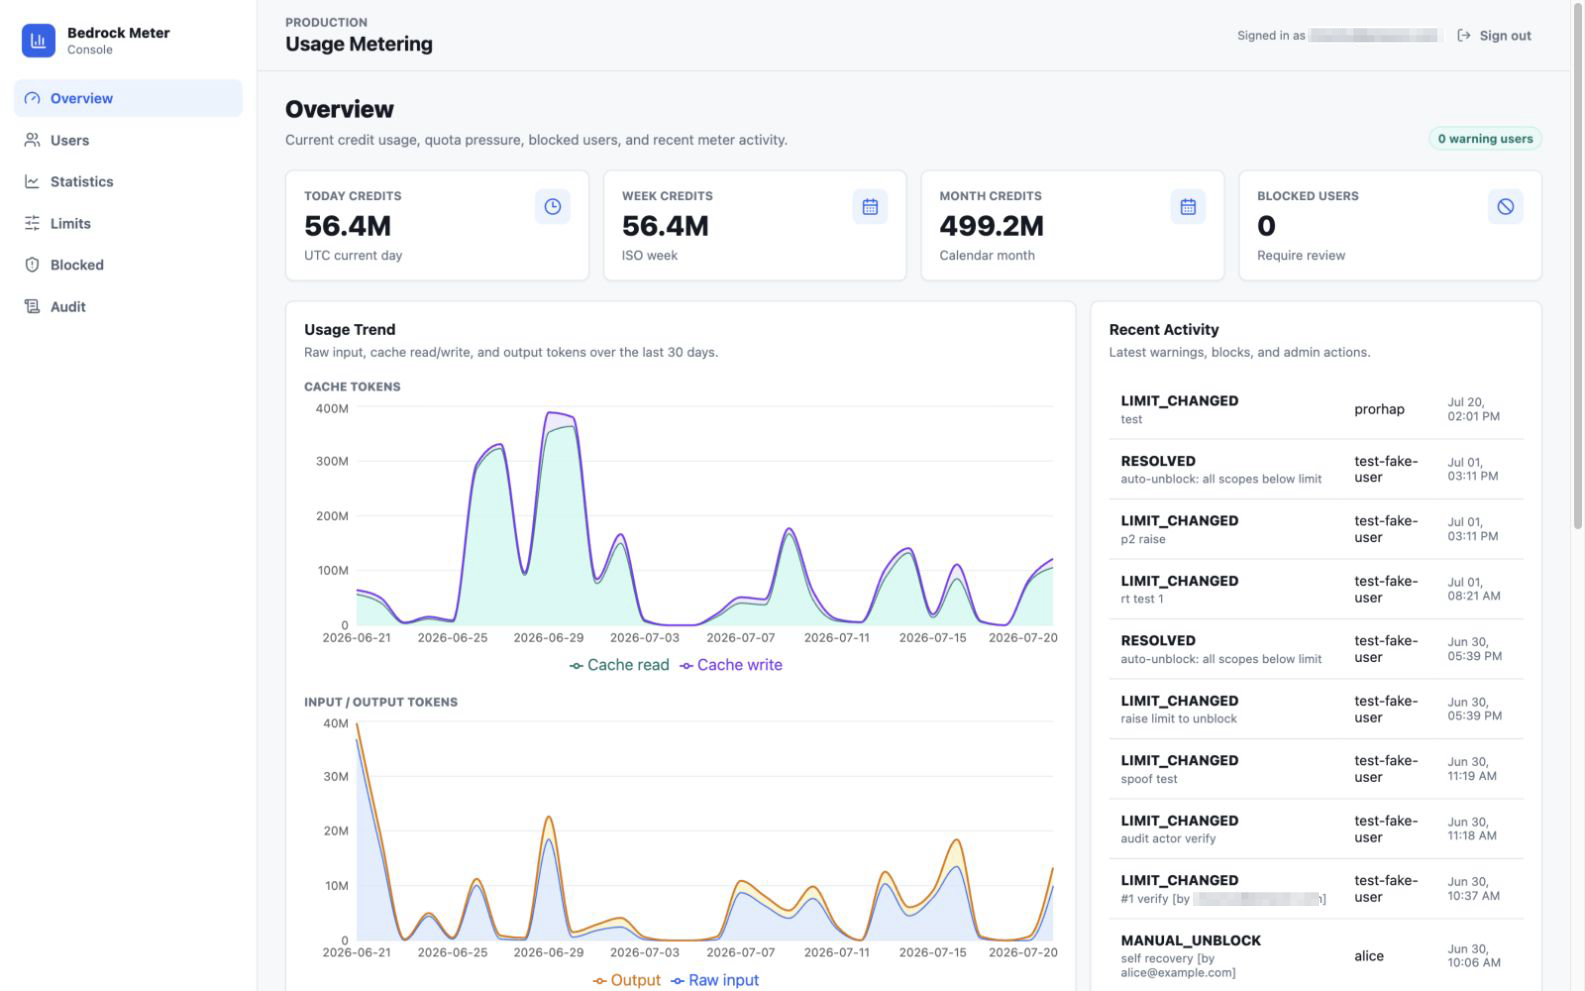 Bedrock Meter
Console
Overview
Users
Statistics
Limits
Blocked
Audit
PRODUCTION
Usage Metering
Signed in as
Sign out
Overview
Current credit usage, quota pressure, blocked users, and recent meter activity.
0 warning users
TODAY CREDITS
56.4M
UTC current day
WEEK CREDITS
56.4M
ISO week
MONTH CREDITS
499.2M
Calendar month
BLOCKED USERS
0
Require review
Usage Trend
Raw input, cache read/write, and output tokens over the last 30 days.
CACHE TOKENS
400M
300M
200M
100M
0
2026-06-21 2026-06-25 2026-06-29 2026-07-03 2026-07-07 2026-07-11 2026-07-15 2026-07-20
Cache read Cache write
INPUT / OUTPUT TOKENS
40M
30M
20M
10M
0
2026-06-21 2026-06-25 2026-06-29 2026-07-03 2026-07-07 2026-07-11 2026-07-15 2026-07-20
Output Raw input
Recent Activity
Latest warnings, blocks, and admin actions.
LIMIT_CHANGED
test
prorhap
Jul 20,
02:01 PM
RESOLVED
auto-unblock: all scopes below limit
test-fake-
user
Jul 01,
03:11 PM
LIMIT_CHANGED
p2 raise
test-fake-
user
Jul 01,
03:11 PM
LIMIT_CHANGED
rt test 1
test-fake-
user
Jul 01,
08:21 AM
RESOLVED
auto-unblock: all scopes below limit
test-fake-
user
Jun 30,
05:39 PM
LIMIT_CHANGED
raise limit to unblock
test-fake-
user
Jun 30,
05:39 PM
LIMIT_CHANGED
spoof test
test-fake-
user
Jun 30,
11:19 AM
LIMIT_CHANGED
audit actor verify
test-fake-
user
Jun 30,
11:18 AM
LIMIT_CHANGED
#1 verify [by
test-fake-
user
Jun 30,
10:37 AM
MANUAL_UNBLOCK
self recovery [by
alice@example.com]
alice
Jun 30,
10:06 AM